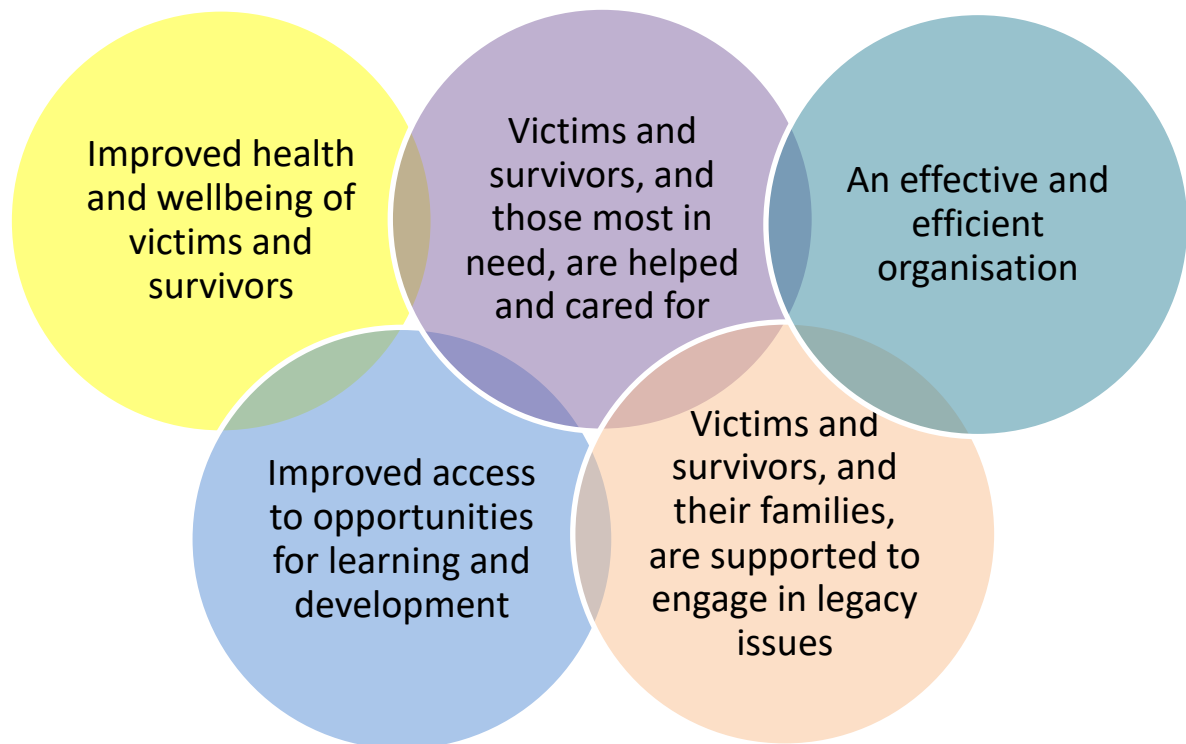 Improved health
and wellbeing of
victims and
survivors
Victims and
survivors, and
those most in
need, are helped
and cared for
An effective and
efficient
organisation
Improved access
to opportunities
for learning and
development
Victims and
survivors, and
their families,
are supported to
engage in legacy
issues